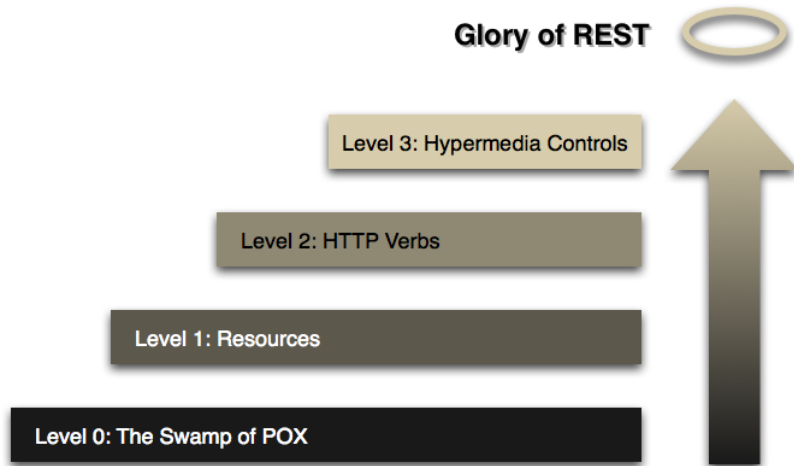 Glory of REST
Level 3: Hypermedia Controls
Level 2: HTTP Verbs
Level 1: Resources
Level 0: The Swamp of POX